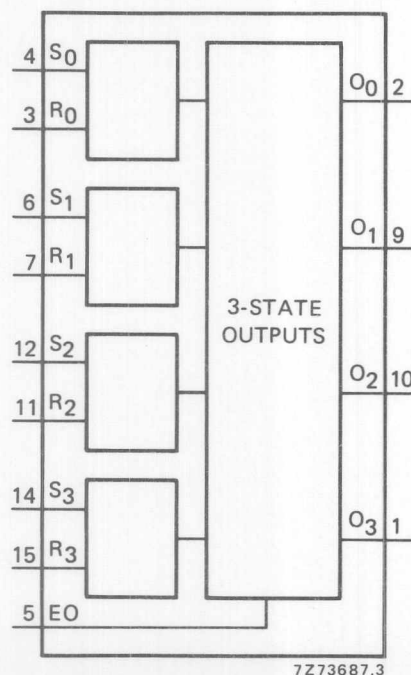 4 S0
O0 2
3 R0
6 S1
O1 9
7 R1
3-STATE
OUTPUTS
12 S2
O2 10
11 R2
14 S3
O3 1
15 R3
5 EO
7Z73687.3